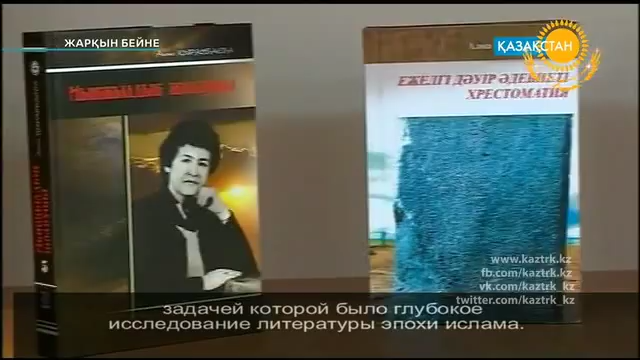 ЖАРҚЫН БЕЙНЕ
ҚАЗАҚСТАН
ЕЖЕЛГІ ДӘУІР ӘДЕБИЕТІ
ХРЕСТОМАТИЯ
www.kaztrk.kz
fb.com/kaztrk.kz
vk.com/kaztrk_kz
twitter.com/kaztrk_kz
задачей которой было глубокое
исследование литературы эпохи ислама.